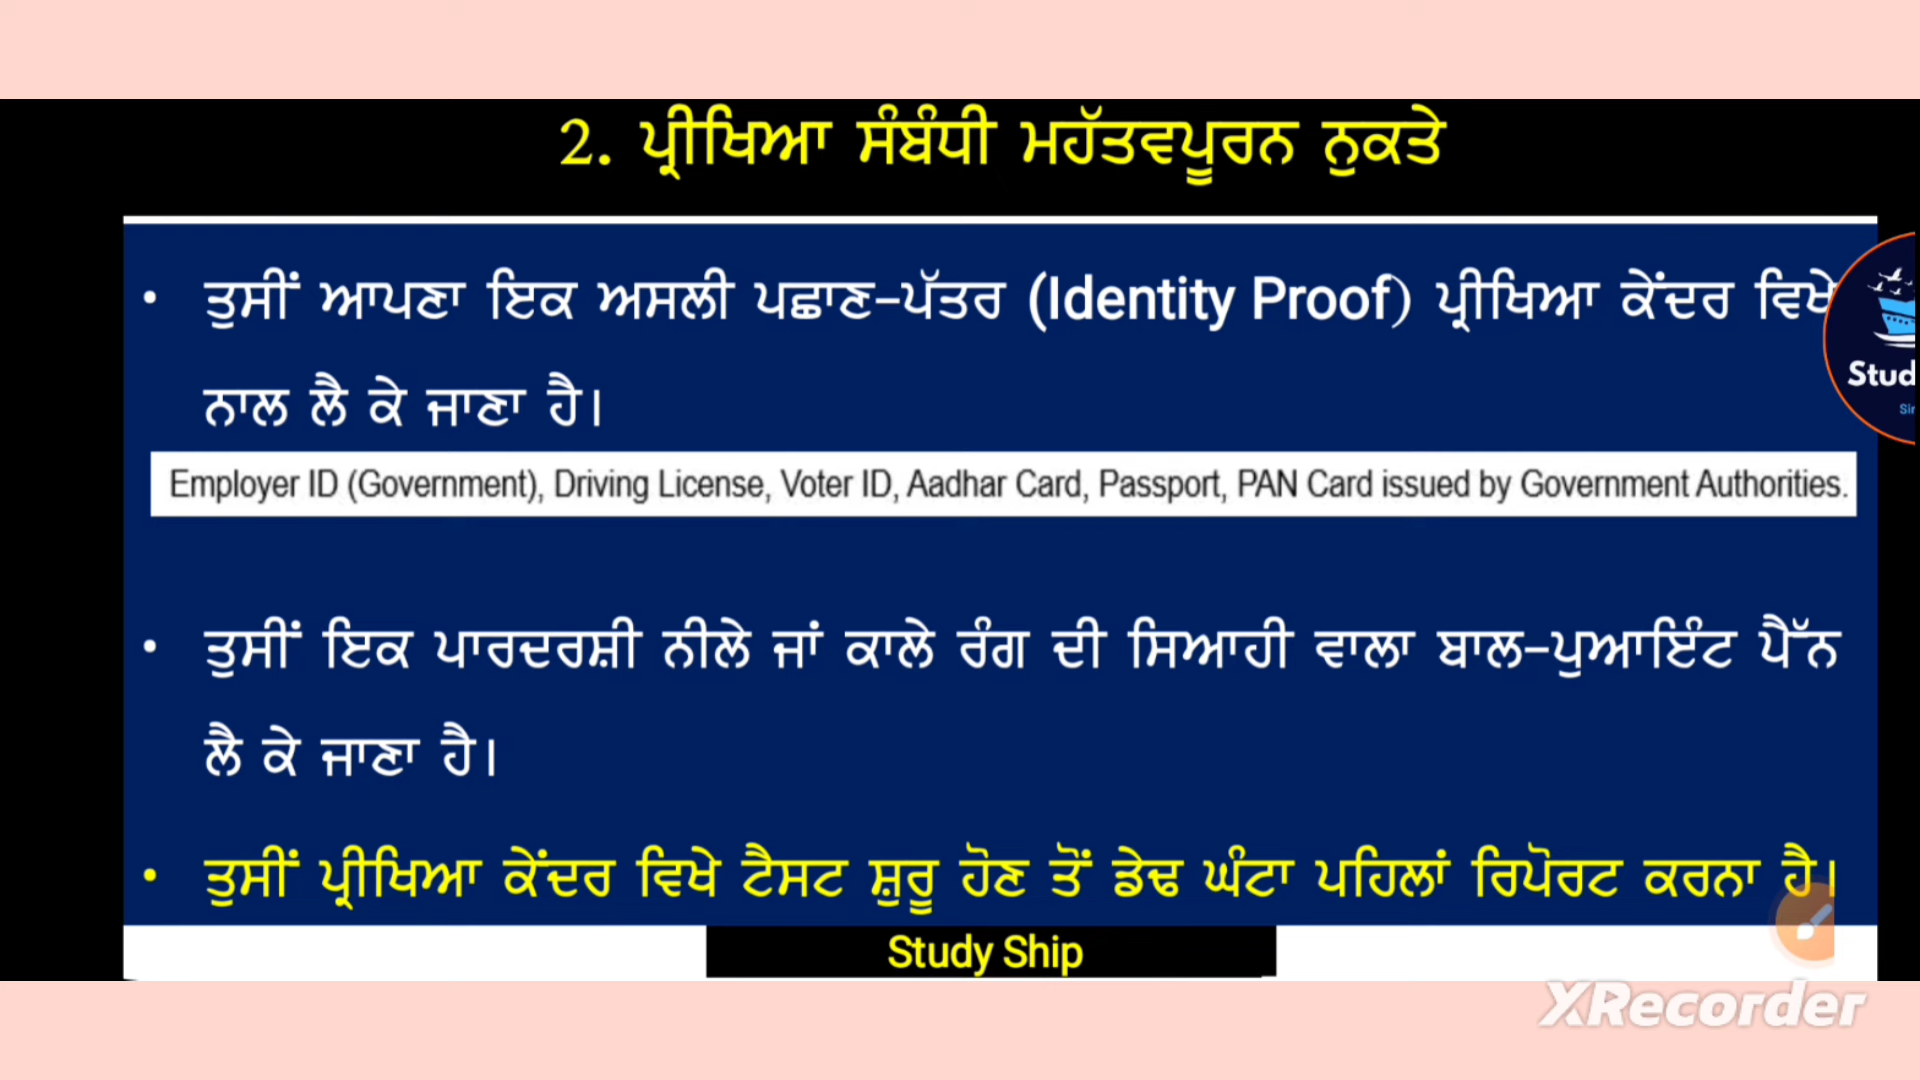 2. ਪ੍ਰੀਖਿਆ ਸੰਬੰਧੀ ਮਹੱਤਵਪੂਰਨ ਨੁਕਤੇ
• ਤੁਸੀਂ ਆਪਣਾ ਇਕ ਅਸਲੀ ਪਛਾਣ-ਪੱਤਰ (Identity Proof) ਪ੍ਰੀਖਿਆ ਕੇਂਦਰ ਵਿਖੇ
ਨਾਲ ਲੈ ਕੇ ਜਾਣਾ ਹੈ।
Employer ID (Government), Driving License, Voter ID, Aadhar Card, Passport, PAN Card issued by Government Authorities.
• ਤੁਸੀਂ ਇਕ ਪਾਰਦਰਸ਼ੀ ਨੀਲੇ ਜਾਂ ਕਾਲੇ ਰੰਗ ਦੀ ਸਿਆਹੀ ਵਾਲਾ ਬਾਲ-ਪੁਆਇੰਟ ਪੈੱਨ
ਲੈ ਕੇ ਜਾਣਾ ਹੈ।
• ਤੁਸੀਂ ਪ੍ਰੀਖਿਆ ਕੇਂਦਰ ਵਿਖੇ ਟੈਸਟ ਸ਼ੁਰੂ ਹੋਣ ਤੋਂ ਡੇਢ ਘੰਟਾ ਪਹਿਲਾਂ ਰਿਪੋਰਟ ਕਰਨਾ ਹੈ।
Study Ship
XRecorder